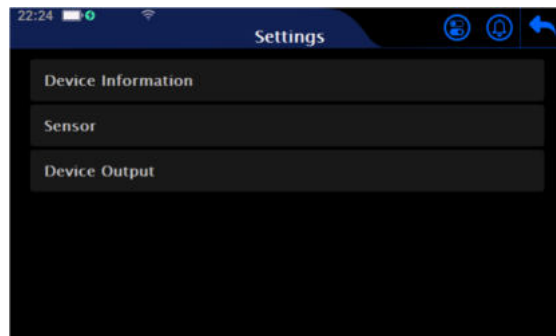 22:24
Settings
Device Information
Sensor
Device Output